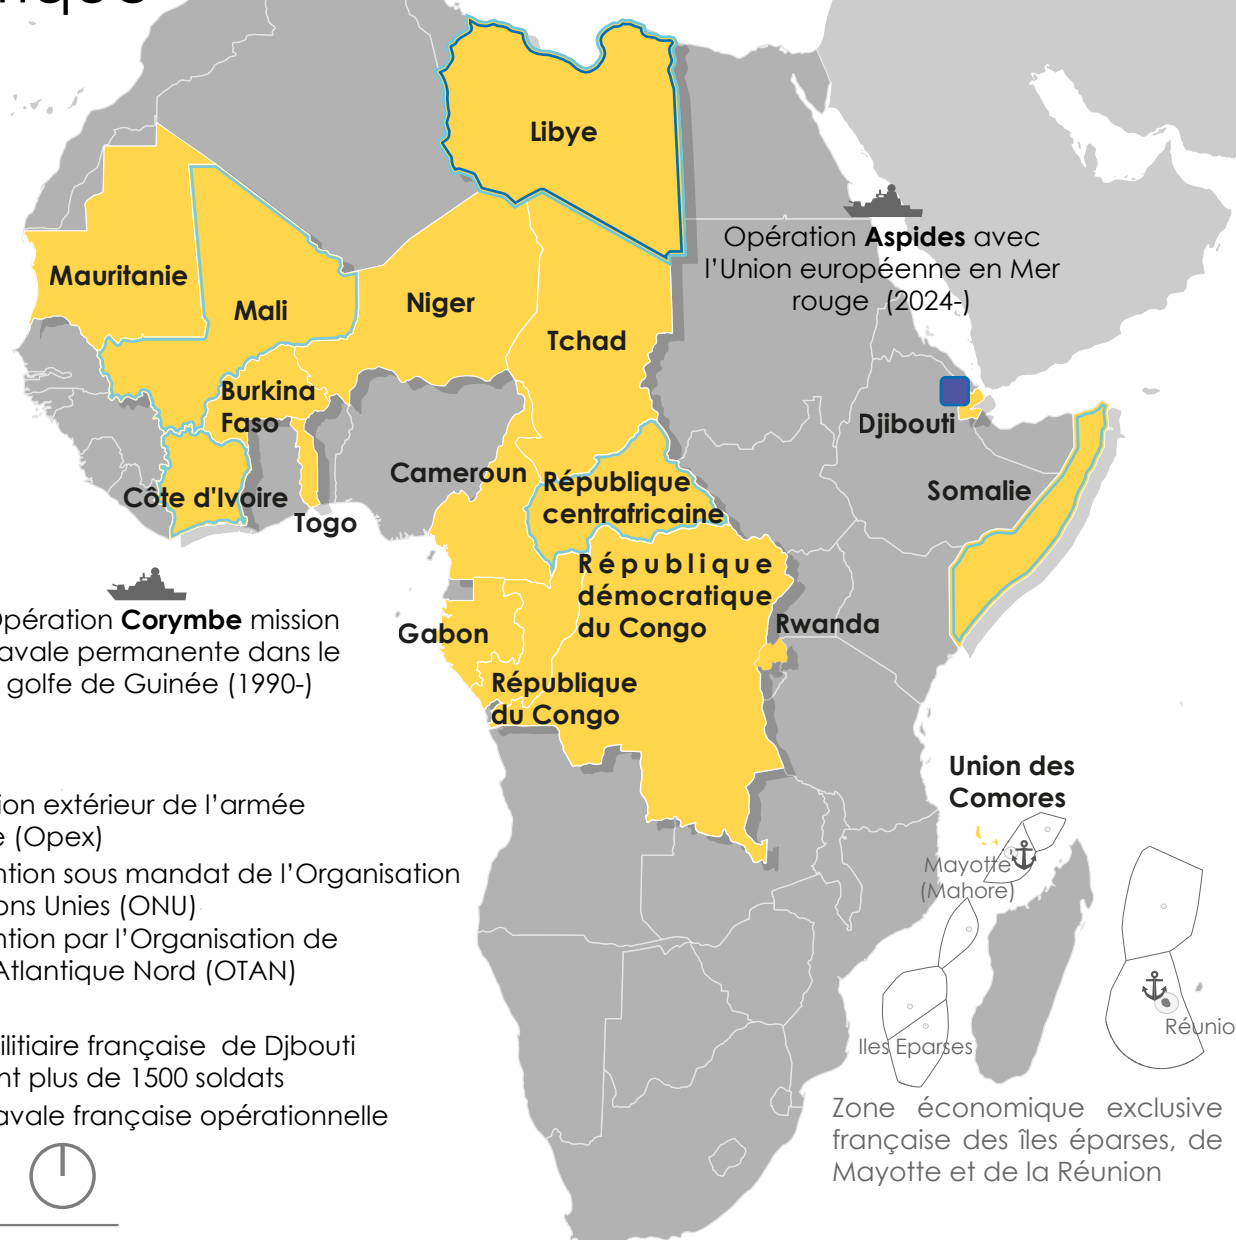 Libye
Opération Aspides avec
l'Union européenne en Mer
rouge (2024-)
Mauritanie
Mali
Niger
Tchad
Burkina
Faso
Djibouti
Cameroun
République
centrafricaine
Somalie
Côte d'Ivoire
Togo
République
démocratique
du Congo
Rwanda
Gabon
République
du Congo
Opération Corymbe mission
avale permanente dans le
golfe de Guinée (1990-)
Union des
Comores
Mayotte
(Mahore)
Iles Eparses
Réunio
ion extérieur de l'armée
e (Opex)
ntion sous mandat de l'Organisation
ons Unies (ONU)
ntion par l'Organisation de
Atlantique Nord (OTAN)
ilitiaire française de Djbouti
nt plus de 1500 soldats
avale française opérationnelle
Zone économique exclusive
française des îles éparses, de
Mayotte et de la Réunion